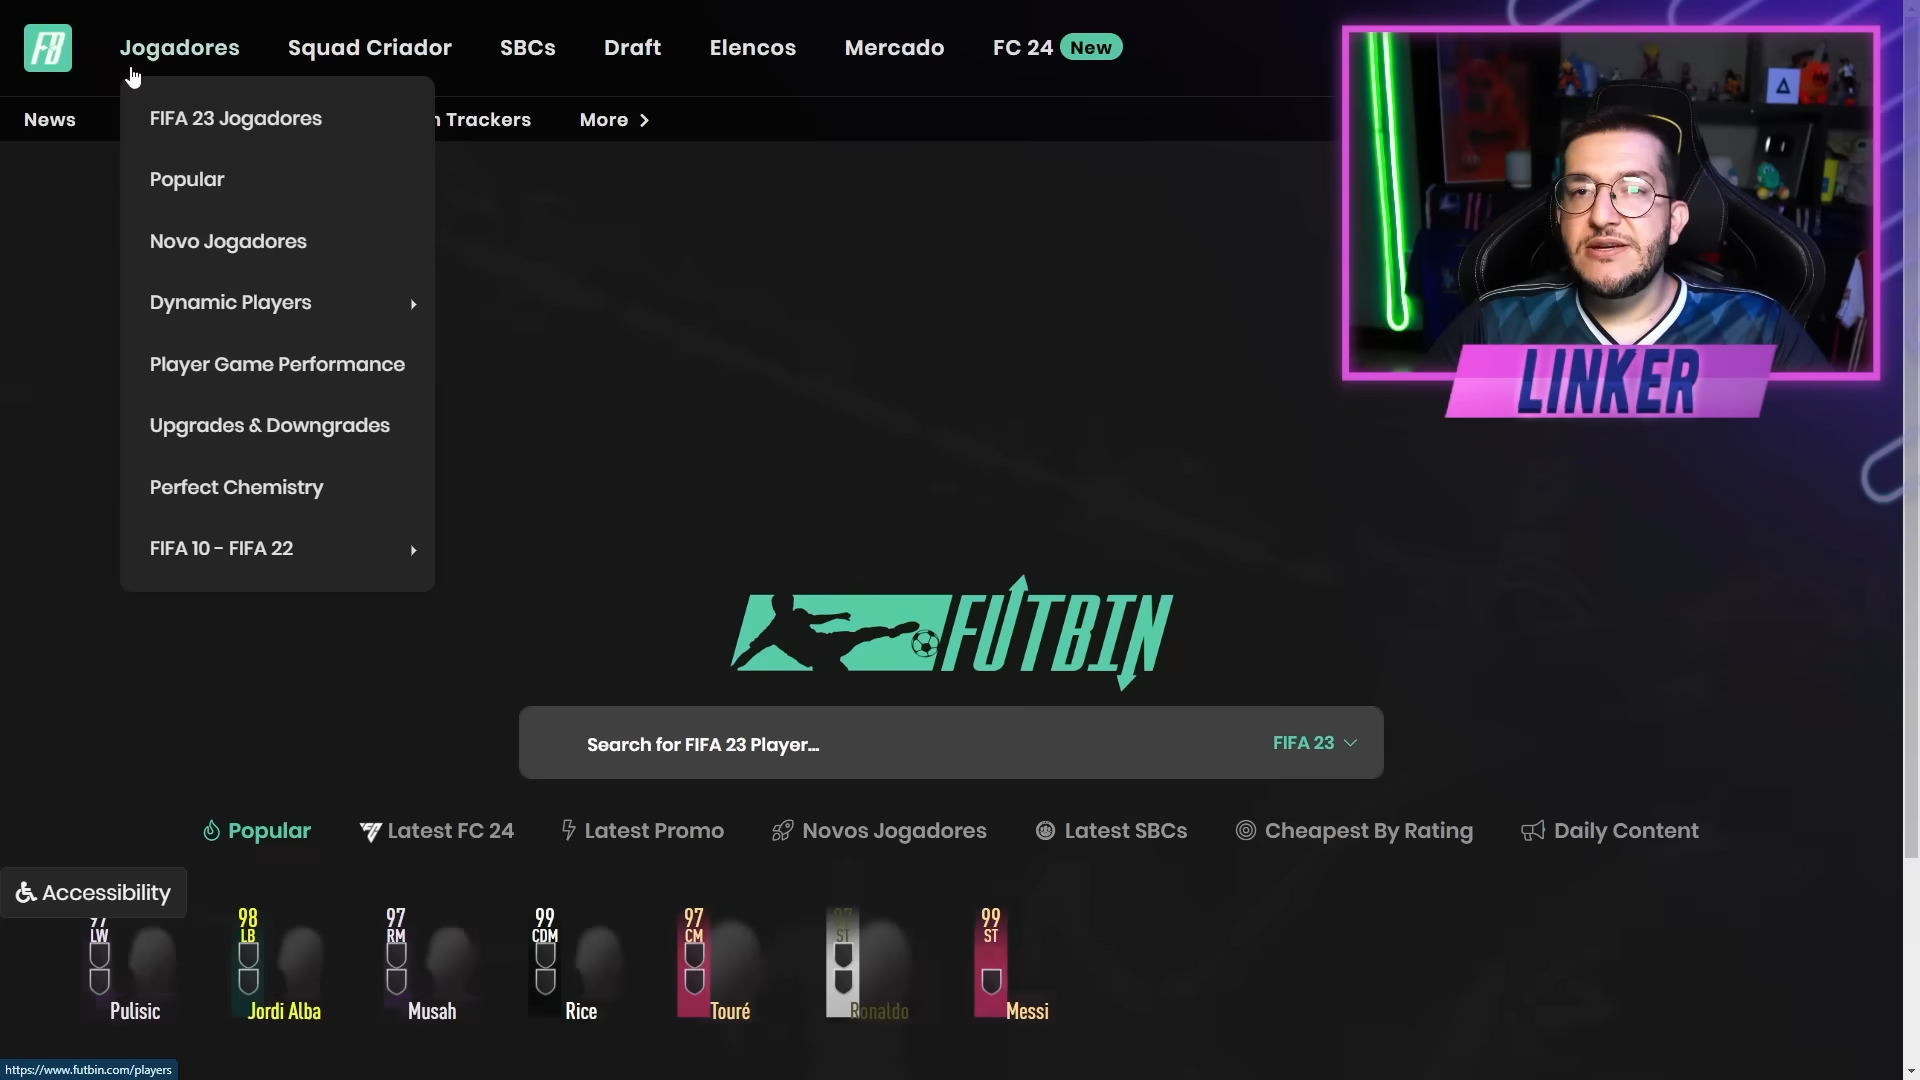 Jogadores
Squad Criador
SBCs
Draft
Elencos
Mercado
FC 24 New
News
Trackers
More
FIFA 23 Jogadores
Popular
Novo Jogadores
Dynamic Players
Player Game Performance
Upgrades & Downgrades
Perfect Chemistry
FIFA 10 - FIFA 22
LINKER
FUTBIN
Search for FIFA 23 Player...
FIFA 23
Popular
Latest FC 24
Latest Promo
Novos Jogadores
Latest SBCs
Cheapest By Rating
Daily Content
Accessibility
97 LW Pulisic
98 LB Jordi Alba
97 RM Musah
99 CDM Rice
97 CM Touré
97 ST Ronaldo
99 ST Messi
https://www.futbin.com/players